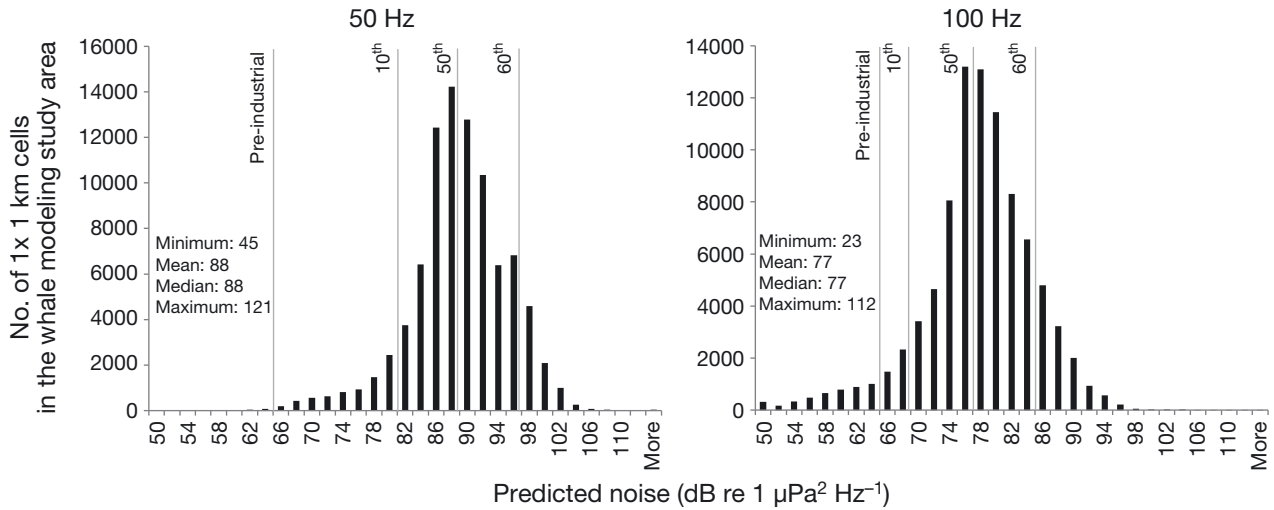 50 Hz
16000
14000
12000
10000
8000
6000
4000
2000
0
No. of 1x 1 km cells
in the whale modeling study area
Pre-industrial
10th
50th
60th
Minimum: 45
Mean: 88
Median: 88
Maximum: 121
50
54
58
62
66
70
74
78
82
86
90
94
98
102
106
110
More
100 Hz
14000
12000
10000
8000
6000
4000
2000
0
Pre-industrial
10th
50th
60th
Minimum: 23
Mean: 77
Median: 77
Maximum: 112
50
54
58
62
66
70
74
78
82
86
90
94
98
102
106
110
More
Predicted noise (dB re 1 µPa² Hz⁻¹)